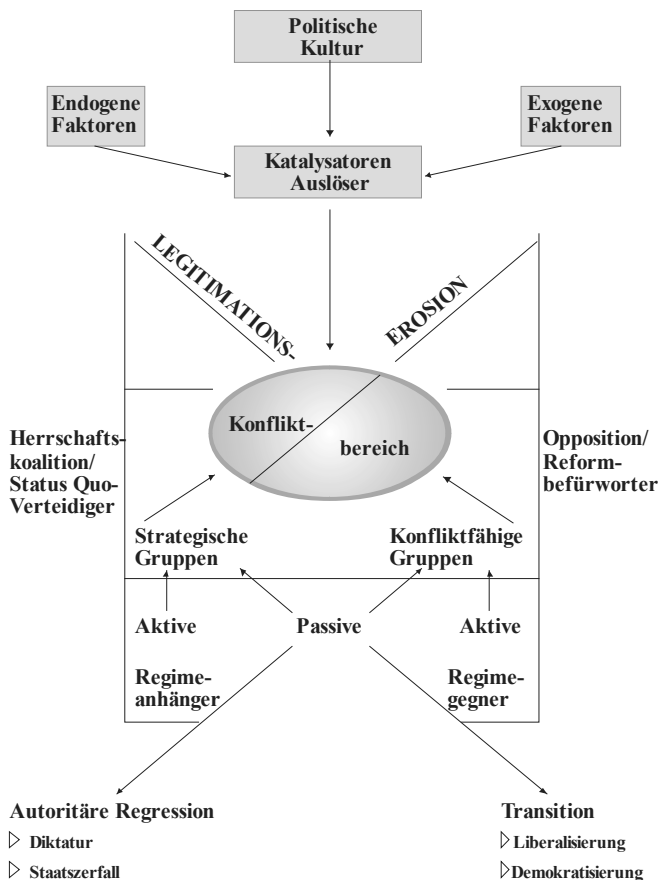 Politische
Kultur
Endogene
Faktoren
Exogene
Faktoren
Katalysatoren
Auslöser
LEGITIMATIONS-
EROSION
Konflikt-
bereich
Herrschafts-
koalition/
Status Quo-
Verteidiger
Opposition/
Reform-
befürworter
Strategische
Gruppen
Konfliktfähige
Gruppen
Aktive
Passive
Aktive
Regime-
anhänger
Regime-
gegner
Autoritäre Regression
Diktatur
Staatszerfall
Transition
Liberalisierung
Demokratisierung